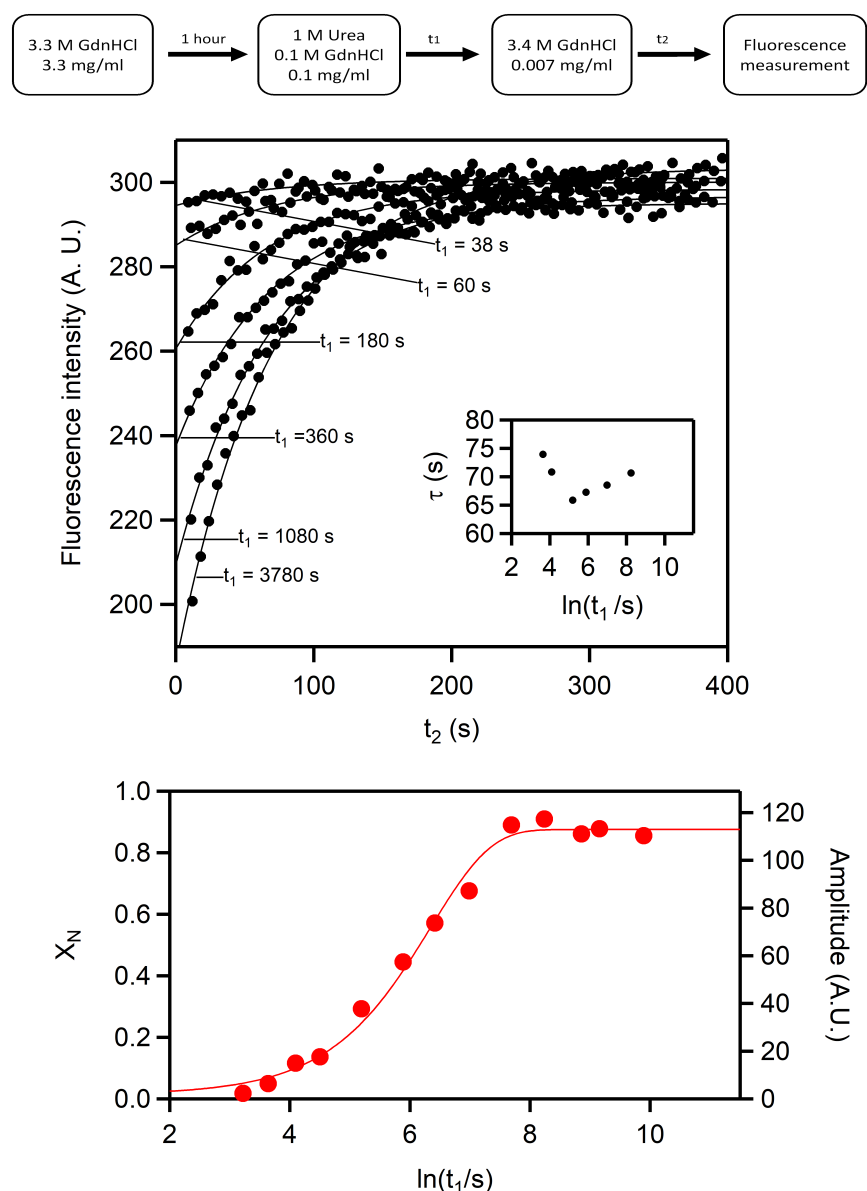 3.3 M GdnHCl
3.3 mg/ml
1 hour
1 M Urea
0.1 M GdnHCl
0.1 mg/ml
t1
3.4 M GdnHCl
0.007 mg/ml
t2
Fluorescence
measurement
Fluorescence intensity (A. U.)
300
280
260
240
220
200
t1 = 38 s
t1 = 60 s
t1 = 180 s
t1 =360 s
t1 = 1080 s
t1 = 3780 s
τ (s)
80
75
70
65
60
2 4 6 8 10
ln(t1 /s)
0 100 200 300 400
t2 (s)
XN
1.0
0.8
0.6
0.4
0.2
0.0
120
100
80
60
40
20
0
Amplitude (A.U.)
2 4 6 8 10
ln(t1/s)